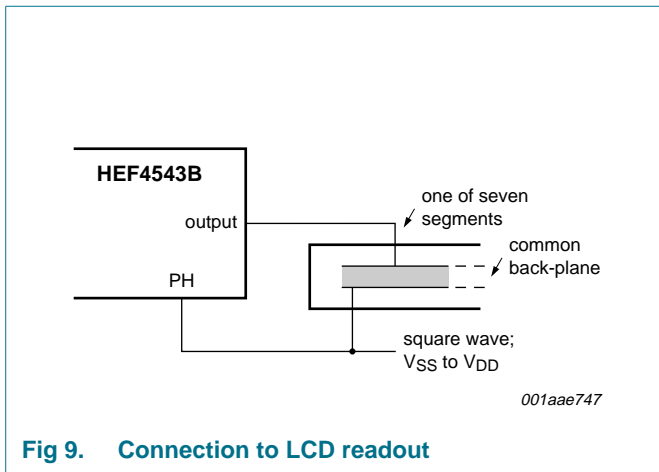 HEF4543B
output
PH
one of seven
segments
common
back-plane
square wave;
VSS to VDD
001aae747
Fig 9. Connection to LCD readout